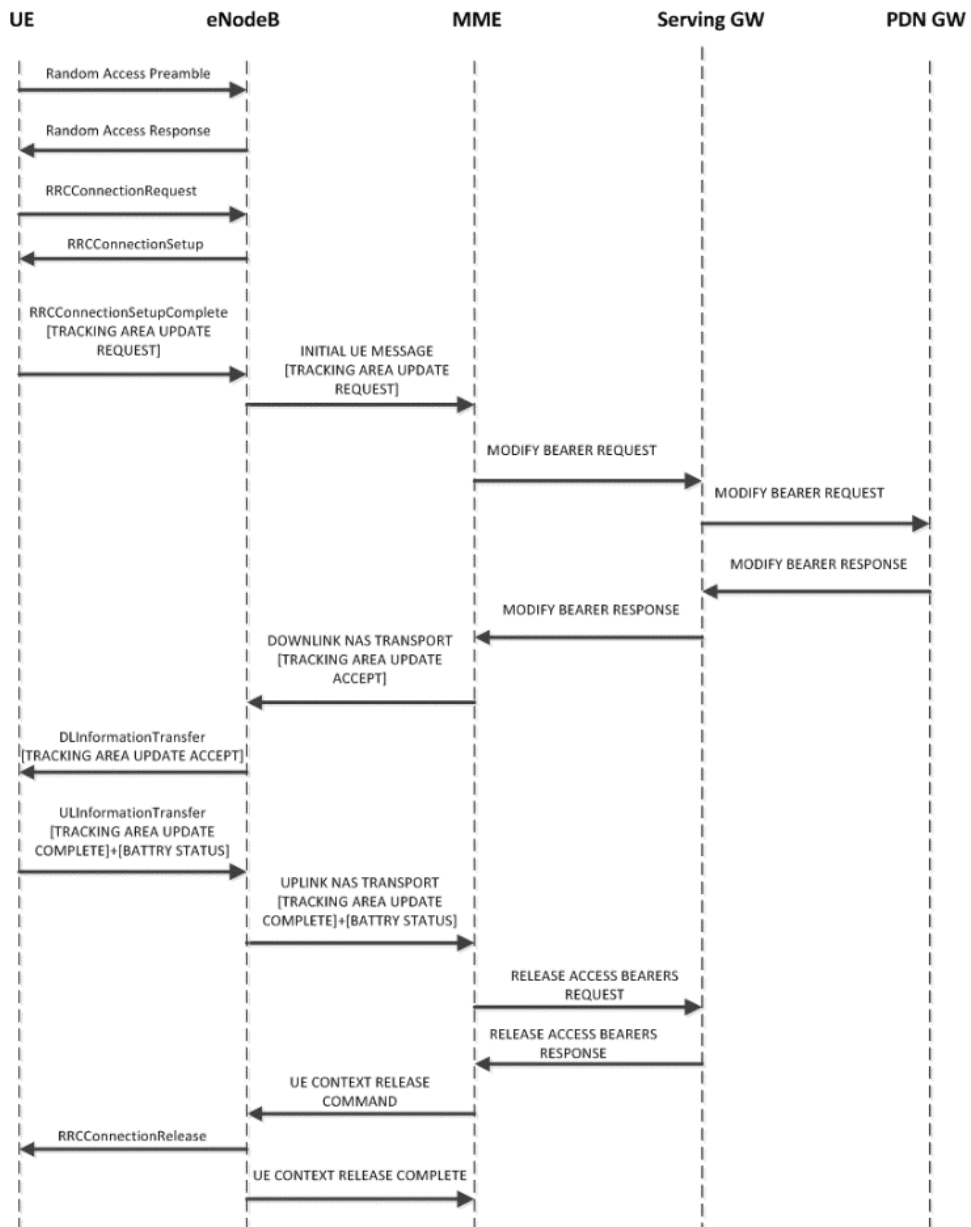 UE eNodeB MME Serving GW PDN GW
Random Access Preamble
Random Access Response
RRCConnectionRequest
RRCConnectionSetup
RRCConnectionSetupComplete
[TRACKING AREA UPDATE
REQUEST]
INITIAL UE MESSAGE
[TRACKING AREA UPDATE
REQUEST]
MODIFY BEARER REQUEST
MODIFY BEARER REQUEST
MODIFY BEARER RESPONSE
MODIFY BEARER RESPONSE
DOWNLINK NAS TRANSPORT
[TRACKING AREA UPDATE
ACCEPT]
DLInformationTransfer
[TRACKING AREA UPDATE ACCEPT]
ULInformationTransfer
[TRACKING AREA UPDATE
COMPLETE]+[BATTRY STATUS]
UPLINK NAS TRANSPORT
[TRACKING AREA UPDATE
COMPLETE]+[BATTRY STATUS]
RELEASE ACCESS BEARERS
REQUEST
RELEASE ACCESS BEARERS
RESPONSE
UE CONTEXT RELEASE
COMMAND
RRCConnectionRelease
UE CONTEXT RELEASE COMPLETE